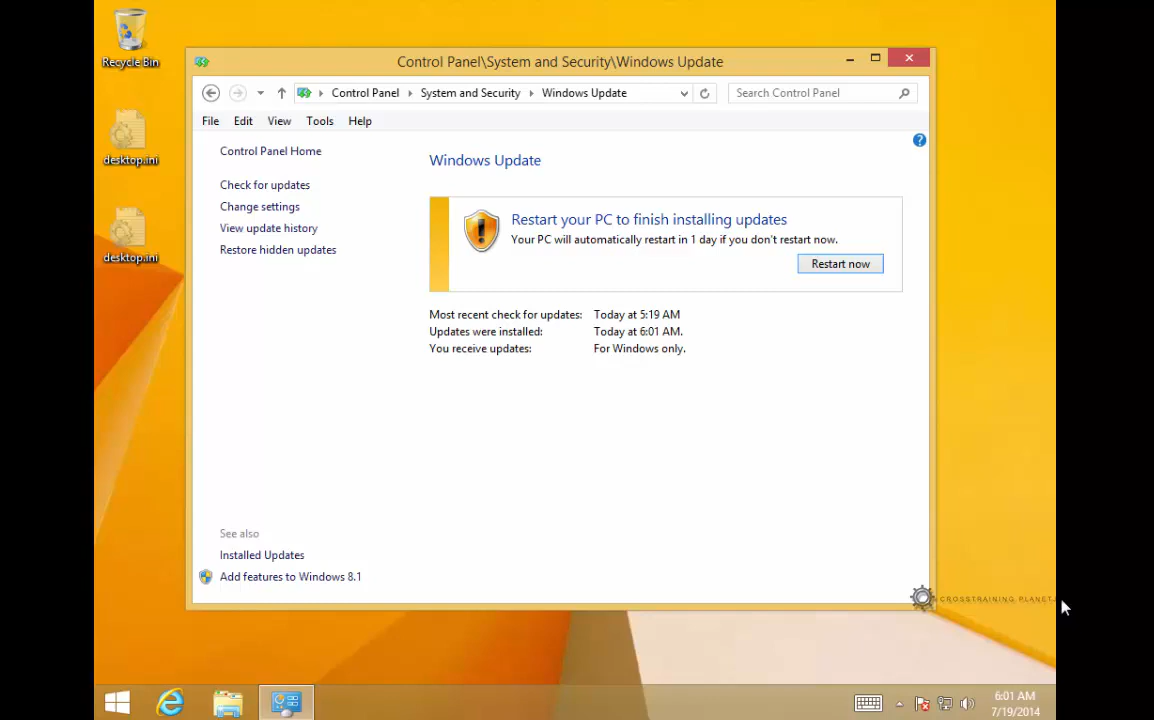 Recycle Bin
desktop.ini
desktop.ini
Control Panel\System and Security\Windows Update
Control Panel
System and Security
Windows Update
Search Control Panel
File Edit View Tools Help
Control Panel Home
Check for updates
Change settings
View update history
Restore hidden updates
Windows Update
Restart your PC to finish installing updates
Your PC will automatically restart in 1 day if you don't restart now.
Restart now
Most recent check for updates: Today at 5:19 AM
Updates were installed: Today at 6:01 AM.
You receive updates: For Windows only.
See also
Installed Updates
Add features to Windows 8.1
CROSSTRAINING PLANET
6:01 AM
7/19/2014